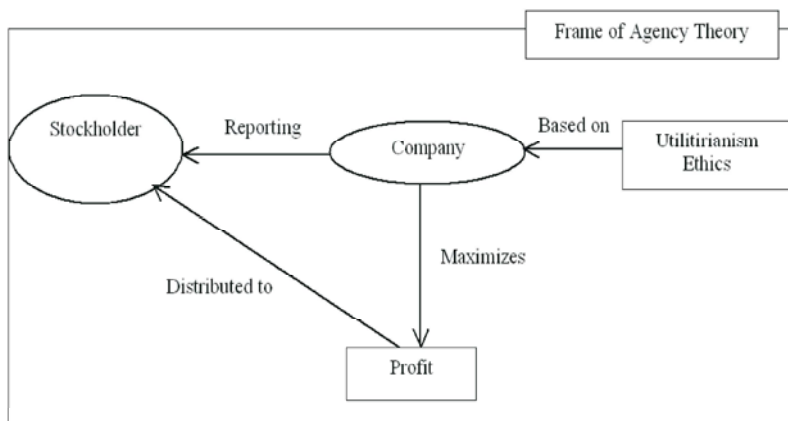 Frame of Agency Theory
Stockholder
Reporting
Company
Based on
Utilitirianism
Ethics
Maximizes
Distributed to
Profit